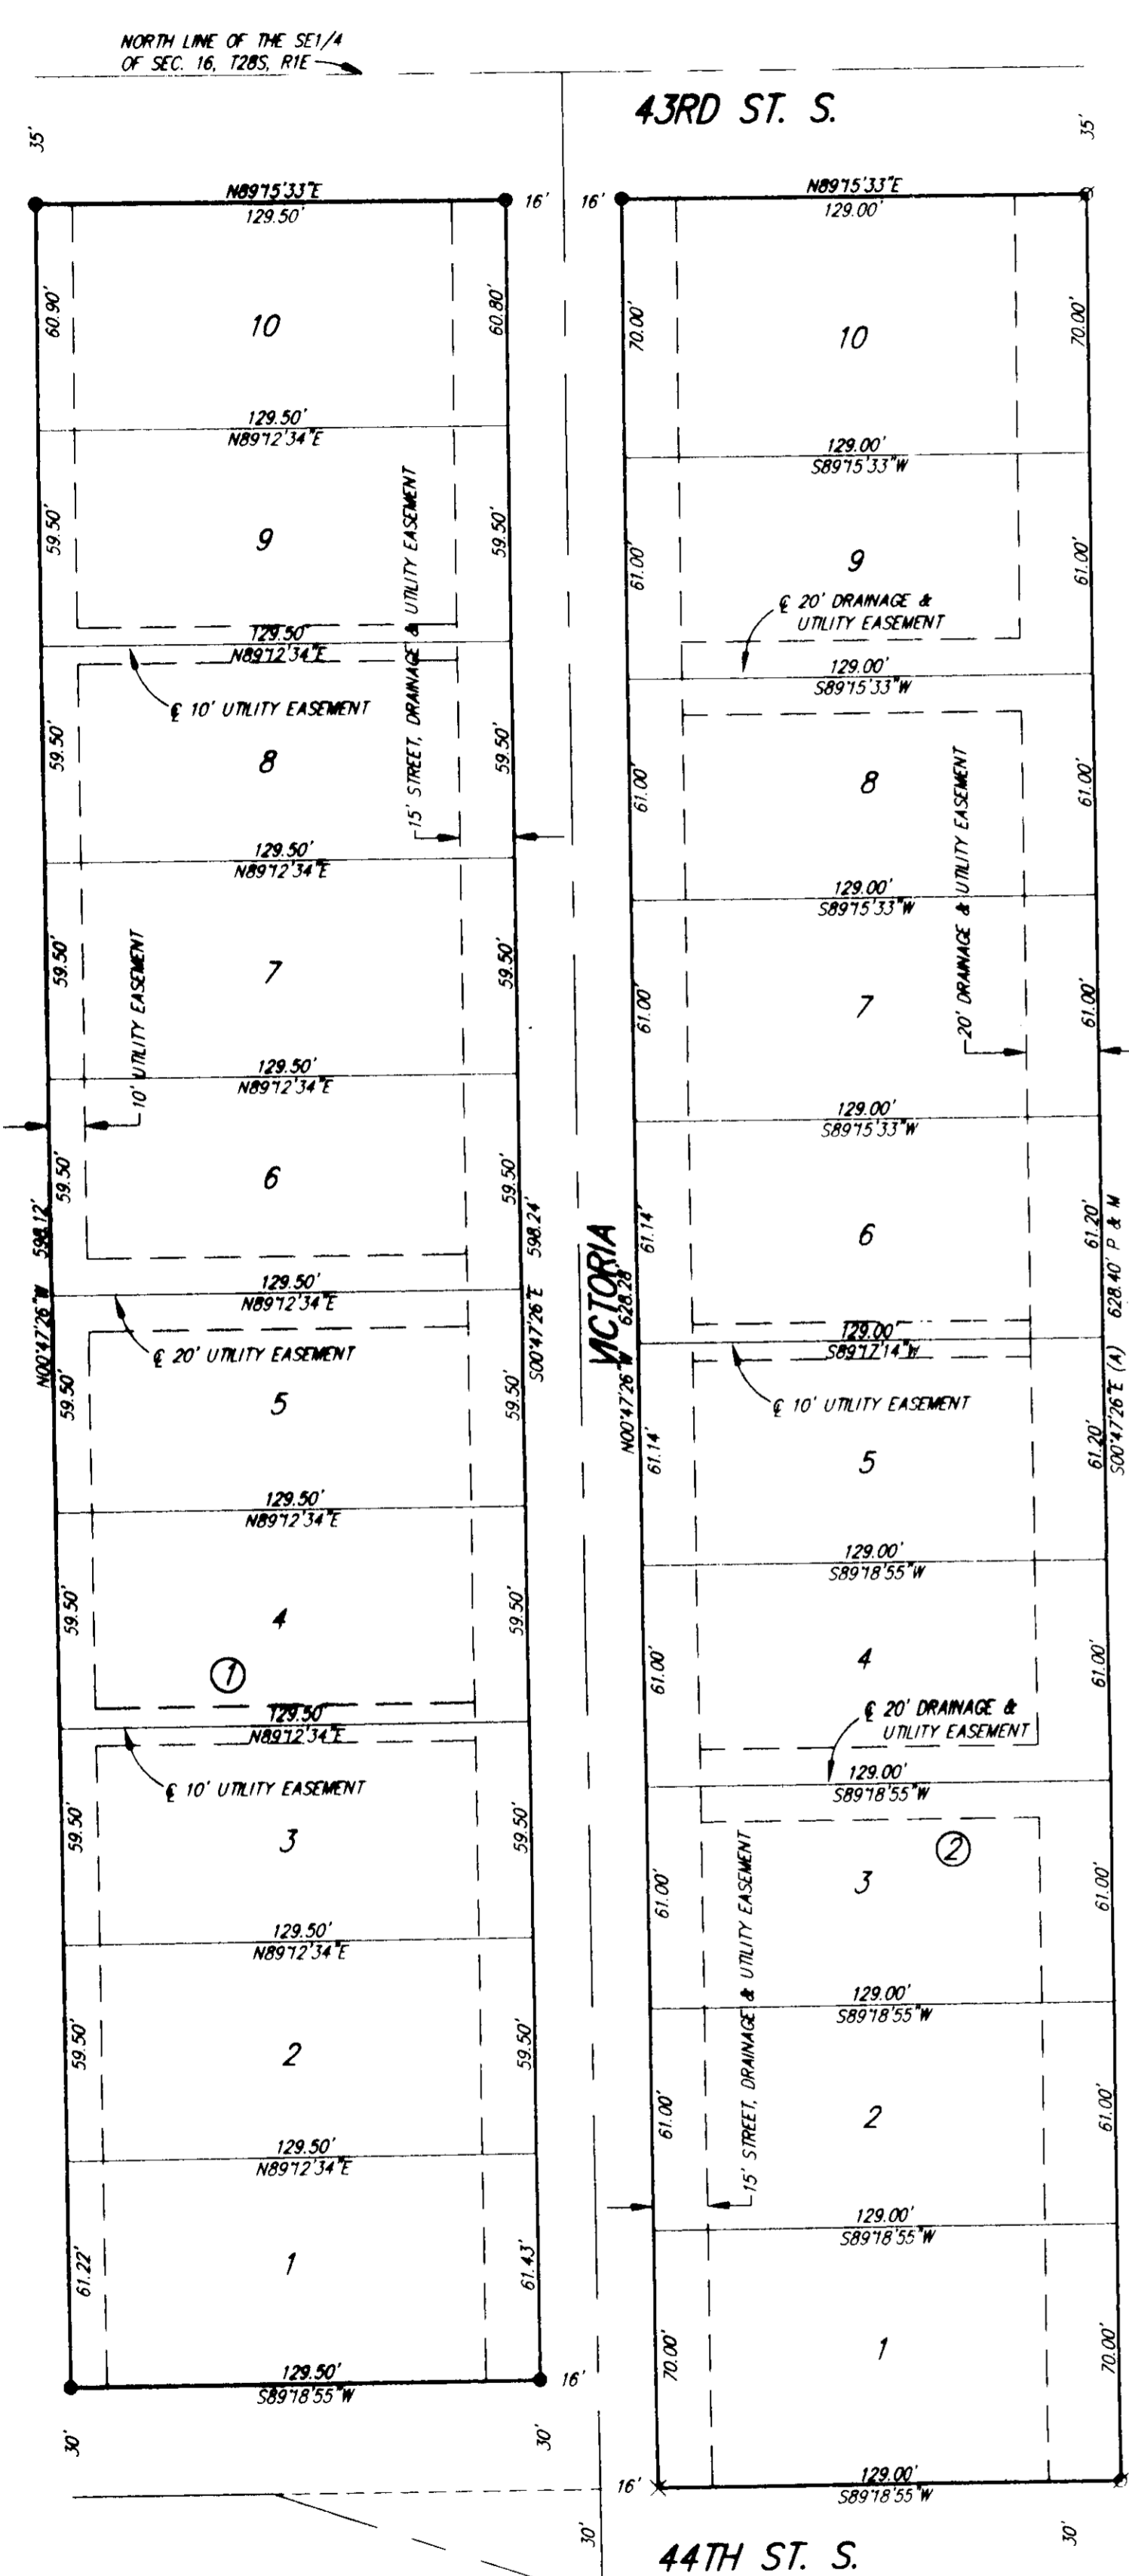 NORTH LINE OF THE SE1/4
OF SEC. 16, T28S, R1E
43RD ST. S.
35'
35'
N89°15'33"E
129.50'
16'
16'
N89°15'33"E
129.00'
60.90'
10
60.80'
70.00'
10
70.00'
129.50'
N89°12'34"E
129.00'
S89°15'33"W
59.50'
9
59.50'
61.00'
9
61.00'
15' STREET, DRAINAGE & UTILITY EASEMENT
℄ 20' DRAINAGE &
UTILITY EASEMENT
129.50'
N89°12'34"E
129.00'
S89°15'33"W
℄ 10' UTILITY EASEMENT
59.50'
8
59.50'
61.00'
8
61.00'
20' DRAINAGE & UTILITY EASEMENT
129.50'
N89°12'34"E
129.00'
S89°15'33"W
59.50'
7
59.50'
61.00'
7
61.00'
10' UTILITY EASEMENT
129.50'
N89°12'34"E
129.00'
S89°15'33"W
59.50'
6
59.50'
61.14'
6
61.20'
N00°47'26"W 598.12'
S00°47'26"E 598.24'
VICTORIA
N00°47'26"W 628.28'
S00°47'26"E (A) 628.40' P & M
129.50'
N89°12'34"E
129.00'
S89°17'14"W
℄ 20' UTILITY EASEMENT
℄ 10' UTILITY EASEMENT
59.50'
5
59.50'
61.14'
5
61.20'
129.50'
N89°12'34"E
129.00'
S89°18'55"W
59.50'
4
59.50'
61.00'
4
61.00'
1
℄ 20' DRAINAGE &
UTILITY EASEMENT
129.50'
N89°12'34"E
129.00'
S89°18'55"W
℄ 10' UTILITY EASEMENT
59.50'
3
59.50'
61.00'
3
61.00'
2
15' STREET, DRAINAGE & UTILITY EASEMENT
129.50'
N89°12'34"E
129.00'
S89°18'55"W
59.50'
2
59.50'
61.00'
2
61.00'
129.50'
N89°12'34"E
129.00'
S89°18'55"W
61.22'
1
61.43'
70.00'
1
70.00'
129.50'
S89°18'55"W
16'
30'
30'
16'
129.00'
S89°18'55"W
30'
30'
44TH ST. S.